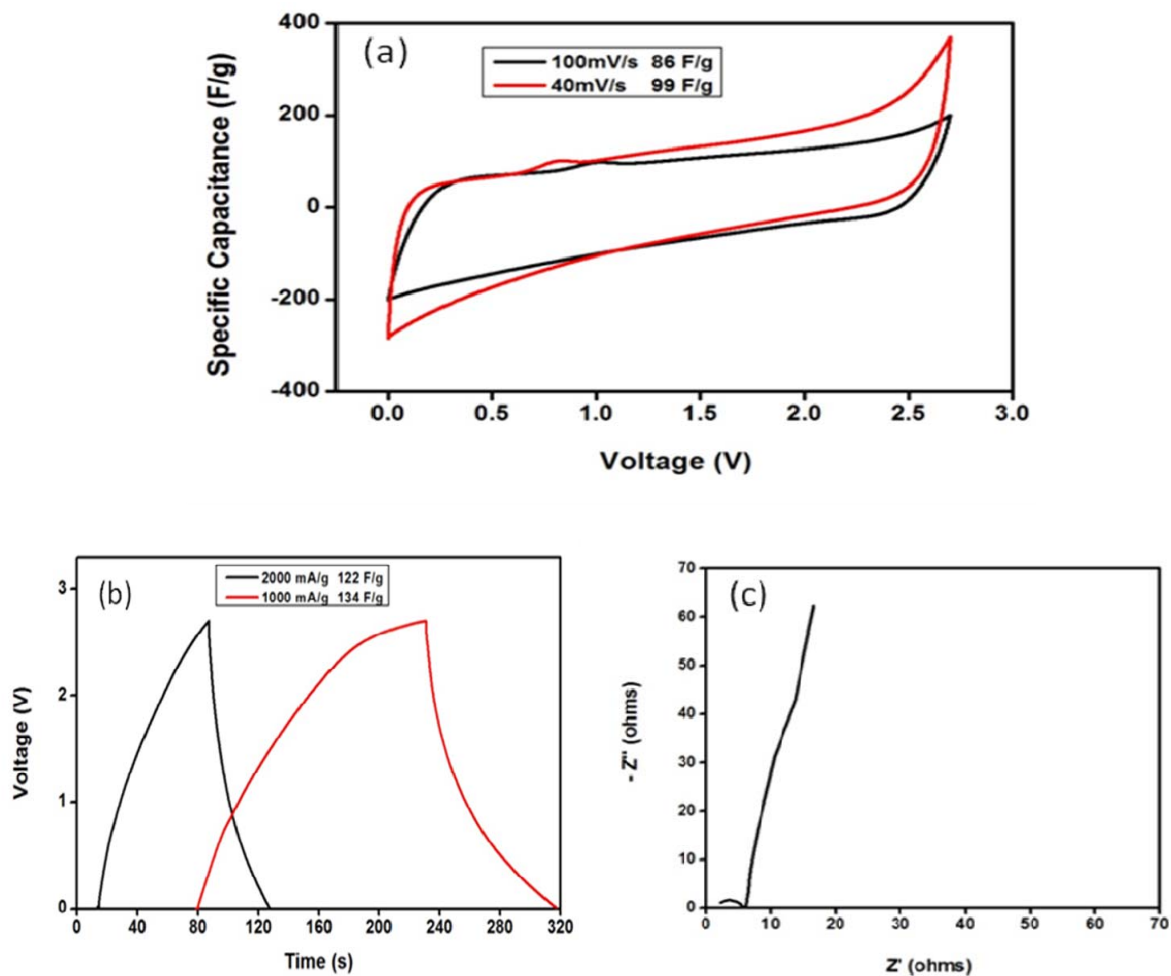 (a)
100mV/s 86 F/g
40mV/s 99 F/g
Specific Capacitance (F/g)
400
200
0
-200
-400
0.0 0.5 1.0 1.5 2.0 2.5 3.0
Voltage (V)
(b)
2000 mA/g 122 F/g
1000 mA/g 134 F/g
Voltage (V)
3
2
1
0
0 40 80 120 160 200 240 280 320
Time (s)
(c)
- Z'' (ohms)
70
60
50
40
30
20
10
0
0 10 20 30 40 50 60 70
Z' (ohms)